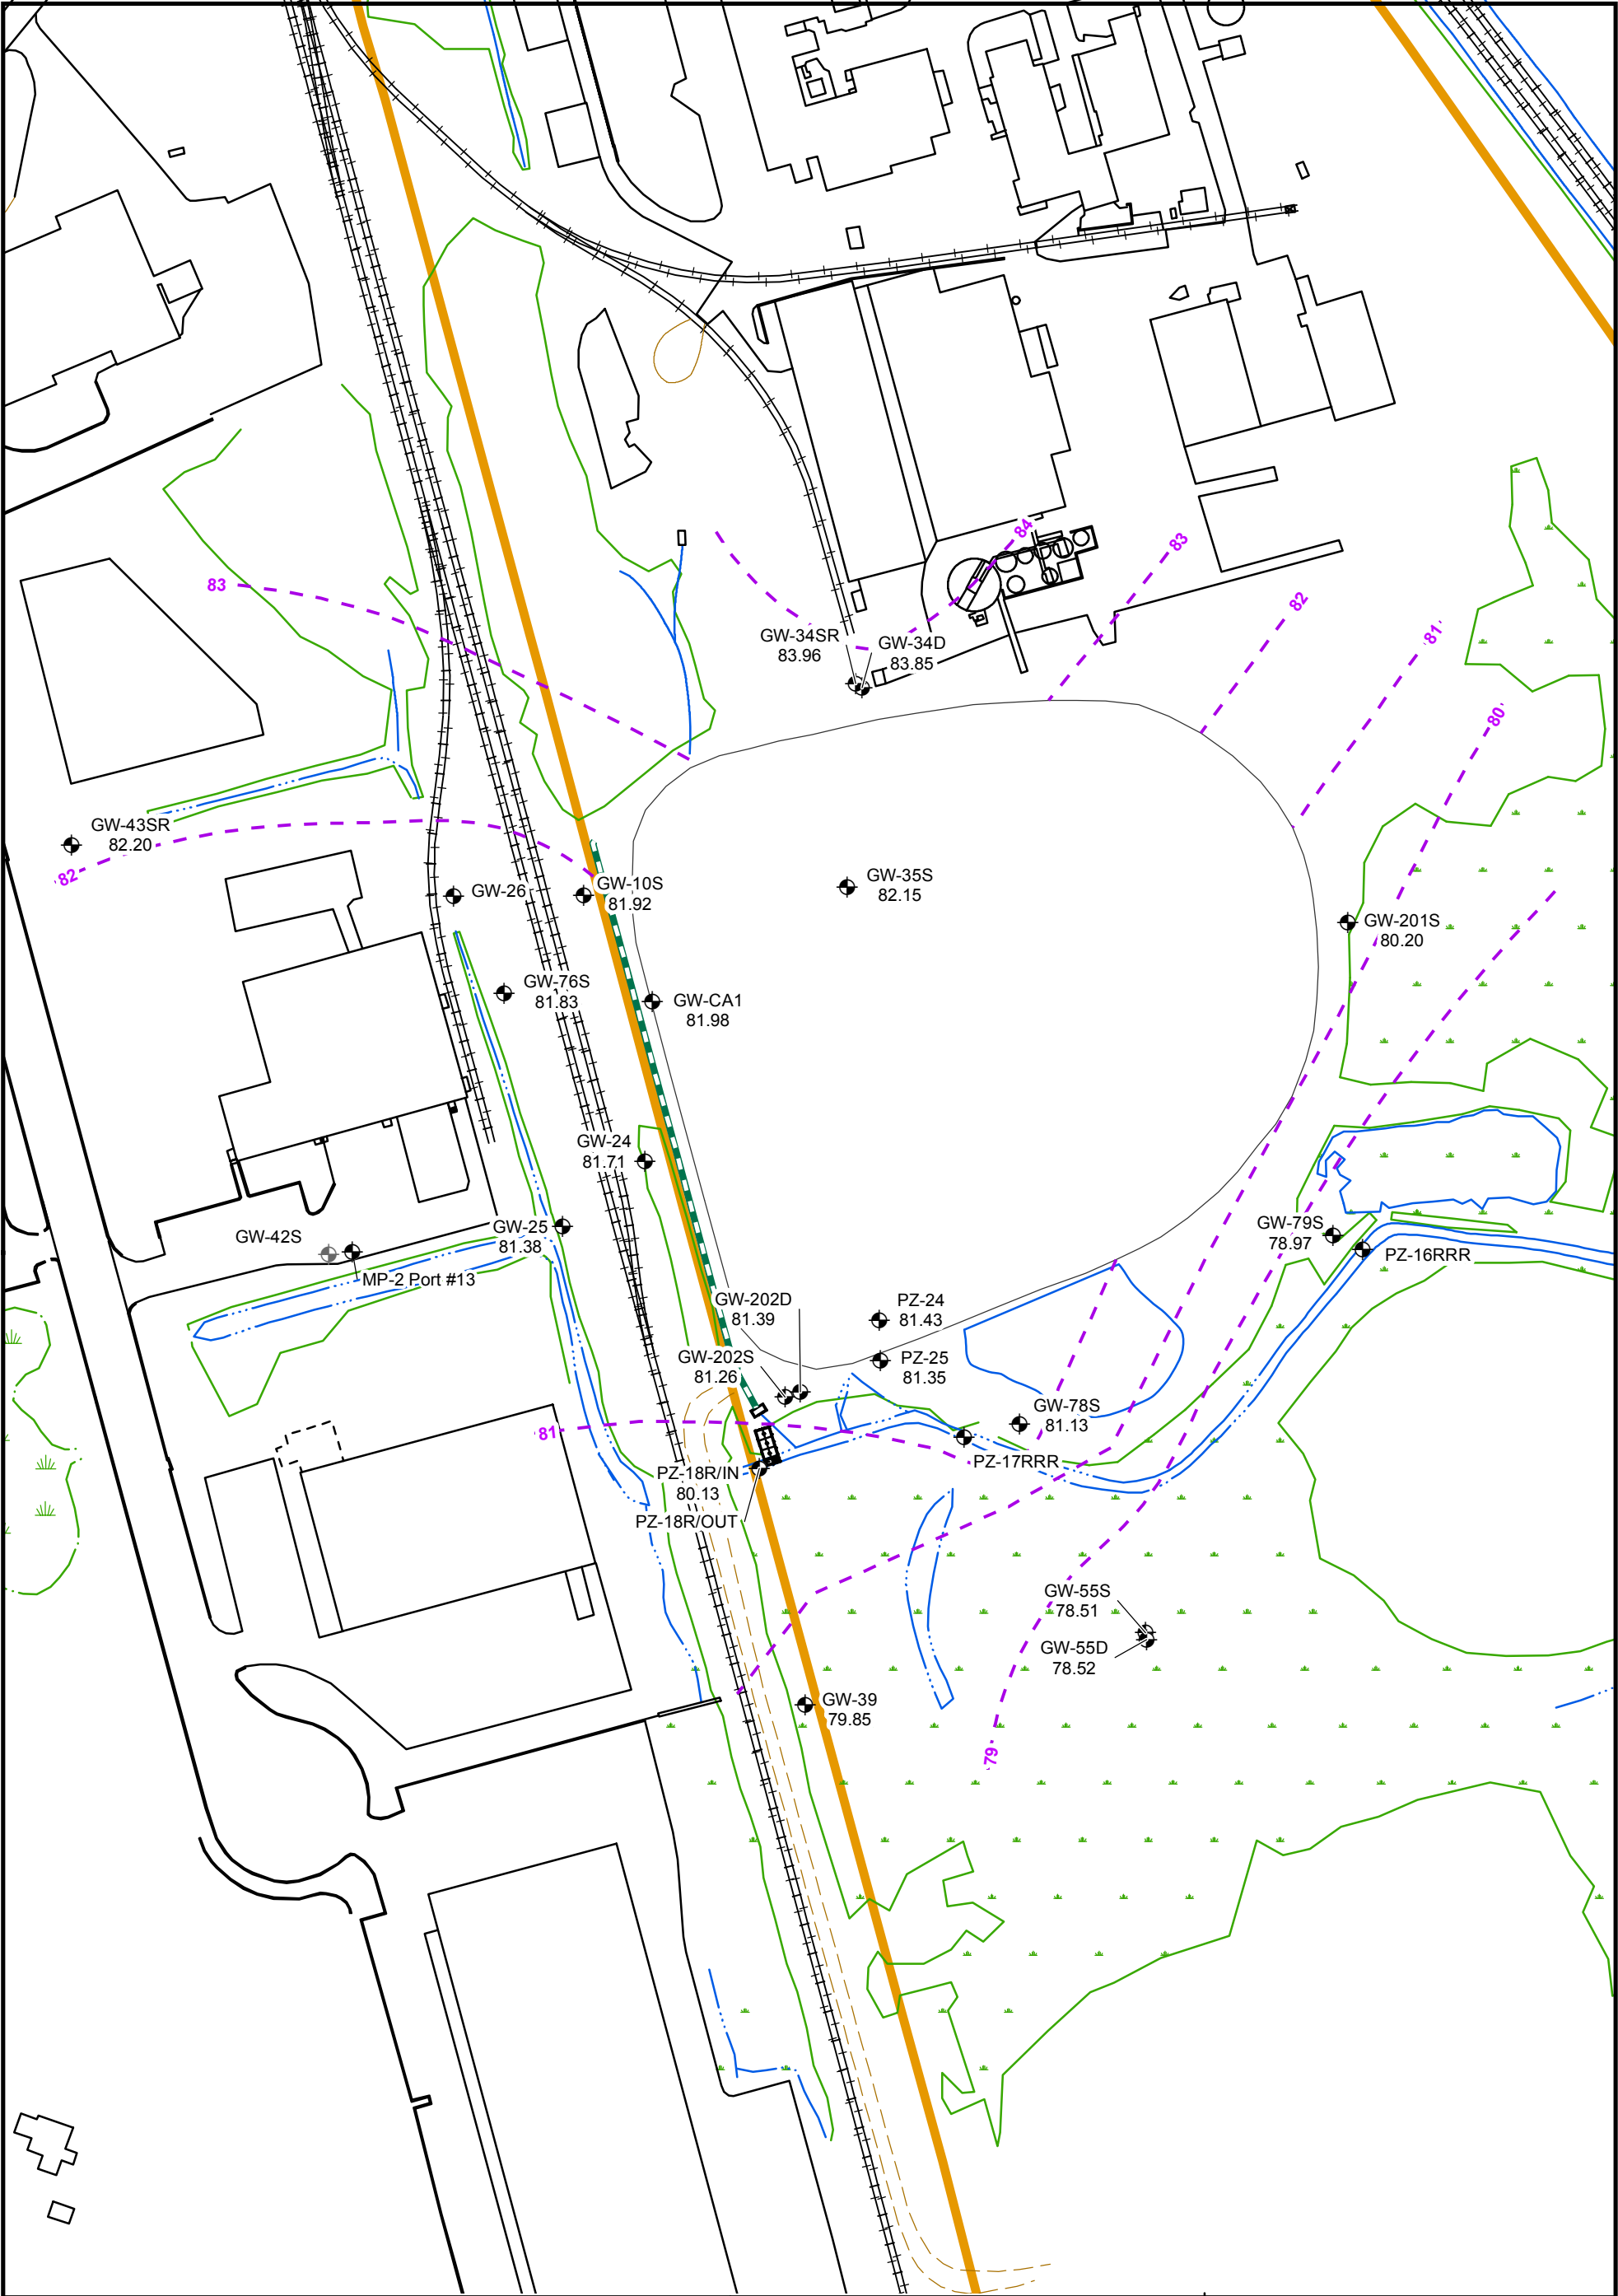 84
83
83
82
81
80
GW-34SR
83.96
GW-34D
83.85
GW-43SR
82.20
82
GW-26
GW-10S
81.92
GW-35S
82.15
GW-201S
80.20
GW-76S
81.83
GW-CA1
81.98
GW-24
81.71
GW-42S
GW-25
81.38
MP-2 Port #13
GW-79S
78.97
PZ-16RRR
GW-202D
81.39
PZ-24
81.43
GW-202S
81.26
PZ-25
81.35
GW-78S
81.13
81
PZ-17RRR
PZ-18R/IN
80.13
PZ-18R/OUT
GW-55S
78.51
GW-55D
78.52
GW-39
79.85
79